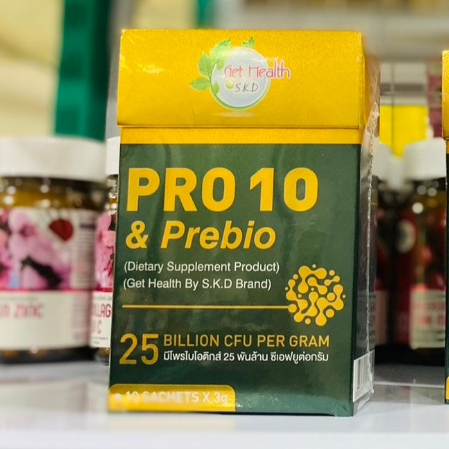 Get Health
S.K.D
PRO 10
& Prebio
(Dietary Supplement Product)
(Get Health By S.K.D Brand)
25 BILLION CFU PER GRAM
มีโพรไบโอติกส์ 25 พันล้าน ซีเอฟยูต่อกรัม
10 SACHETS X 3g
ZINC